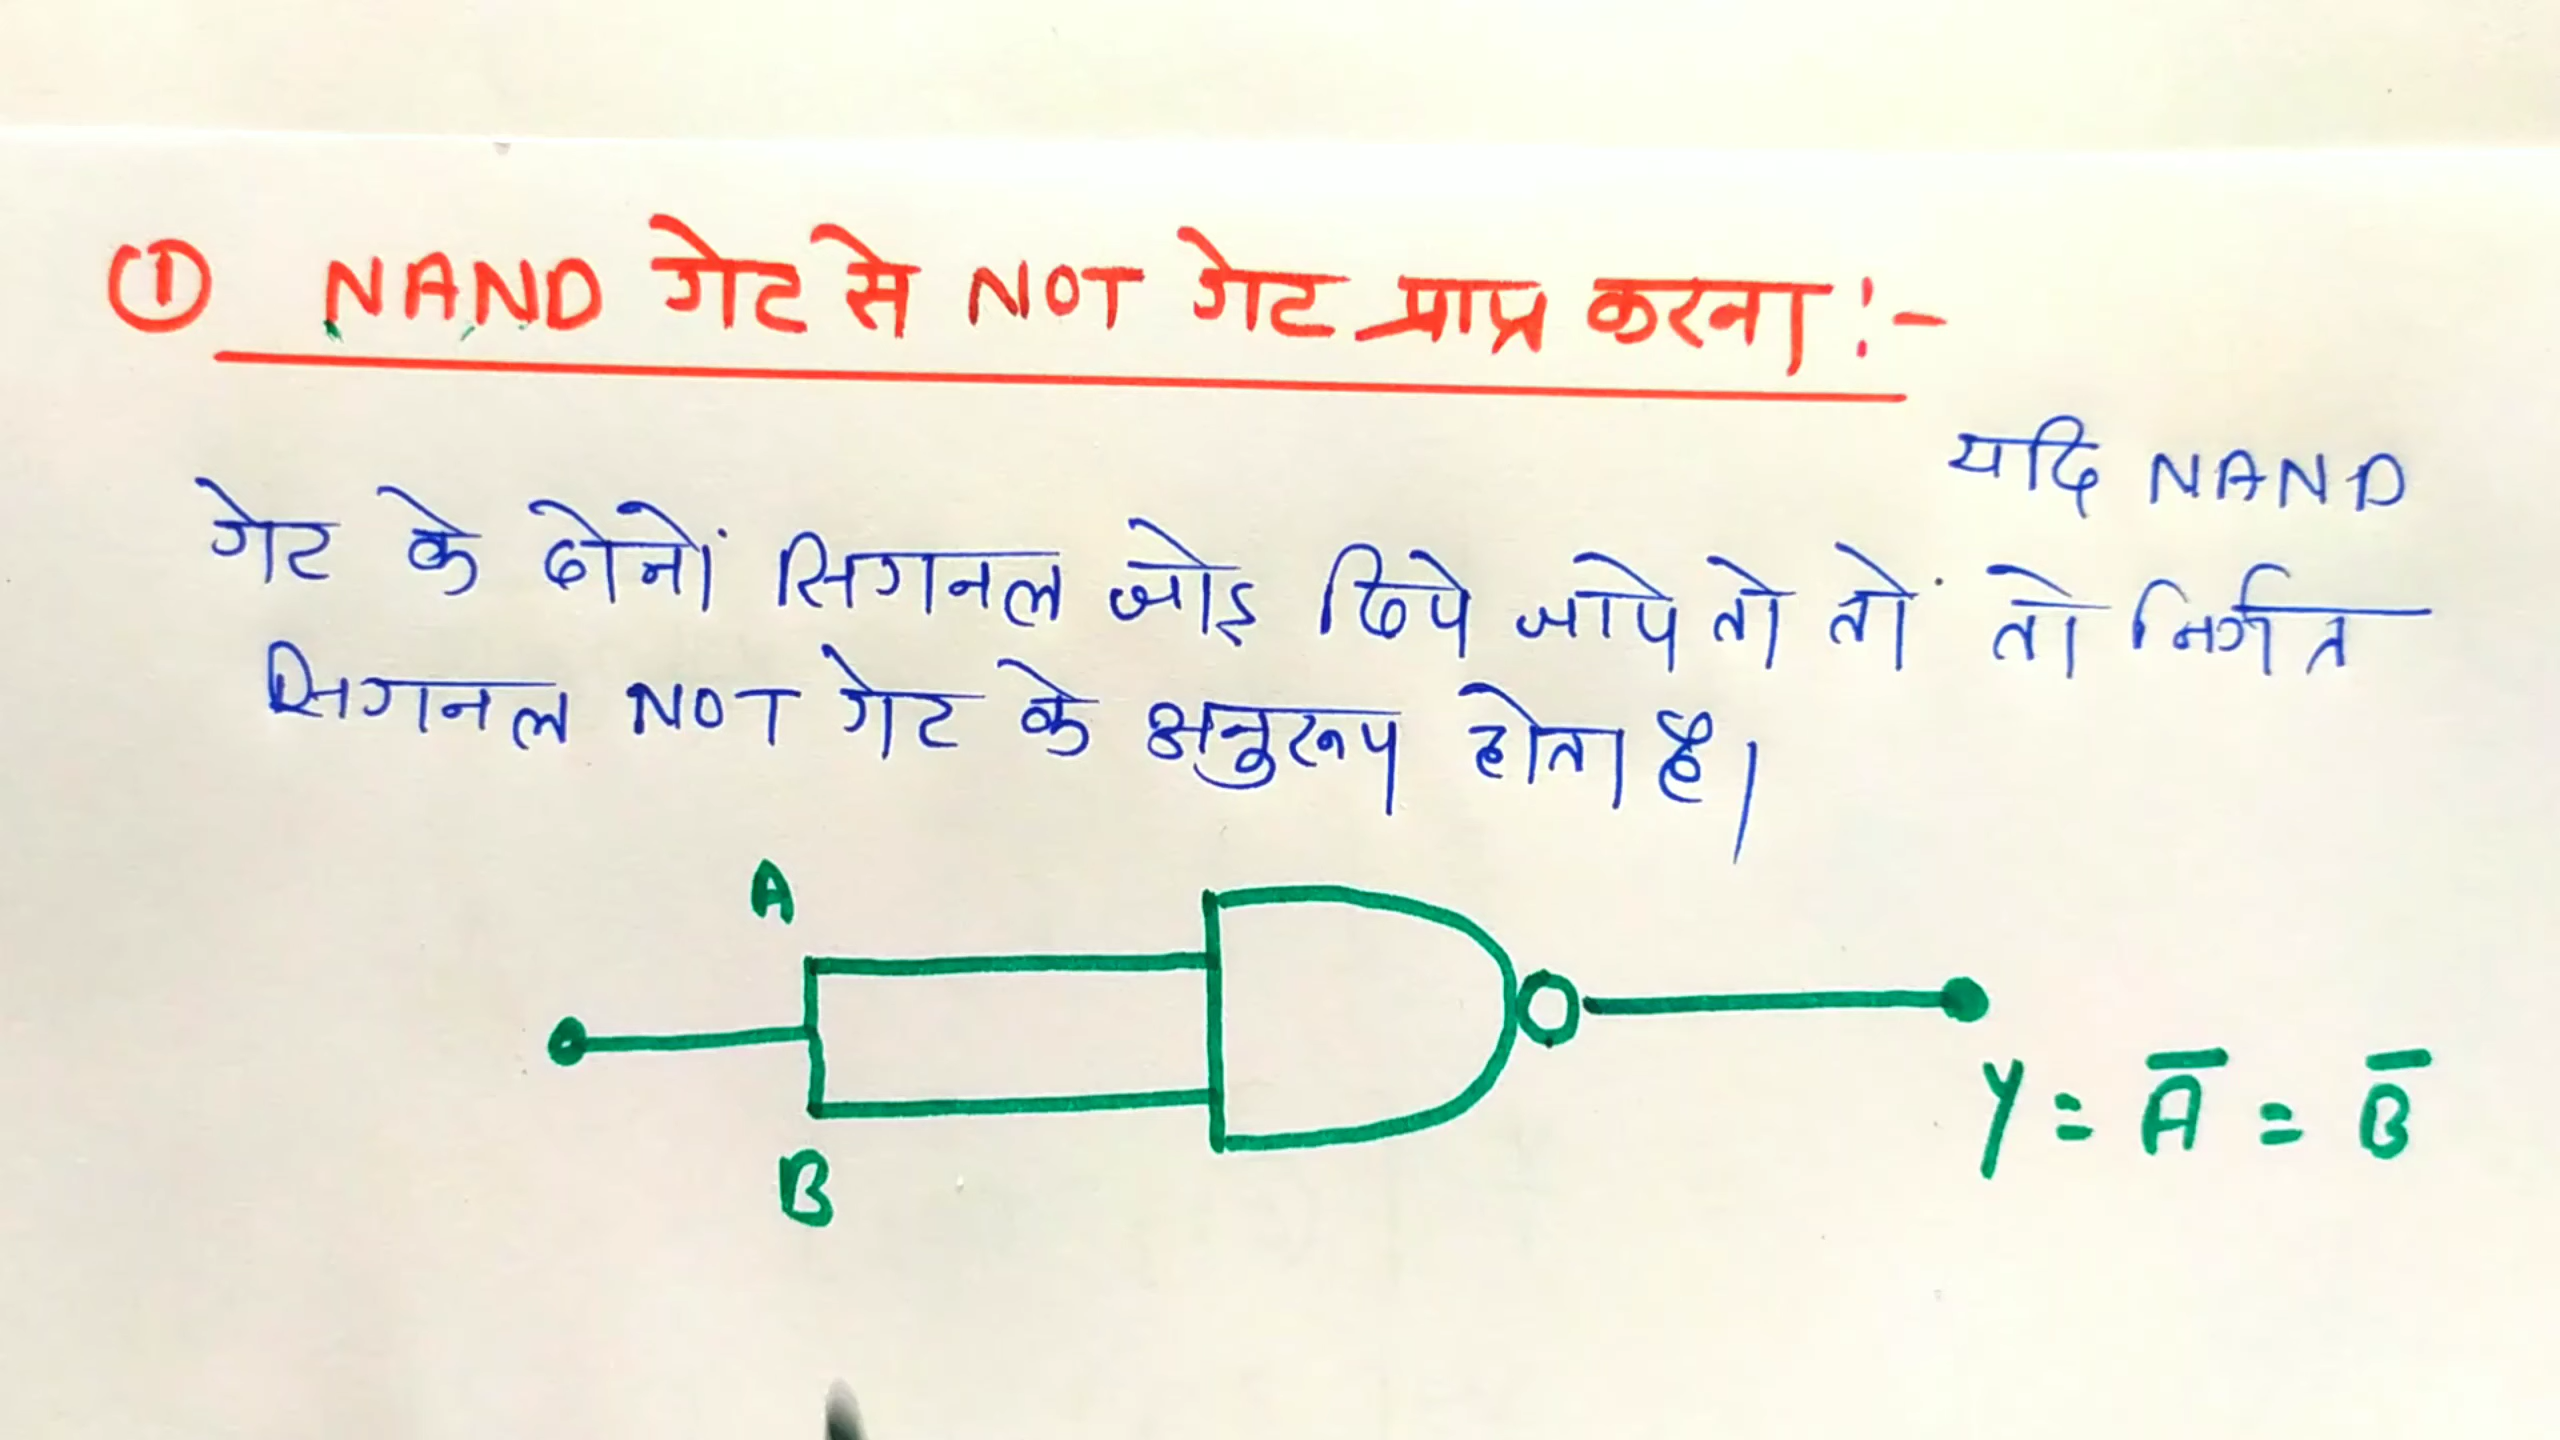 ① NAND गेट से NOT गेट प्राप्त करना :-
यदि NAND
गेट के दोनों सिगनल जोड़ दिये जाये तो तों तो निर्गत
सिगनल NOT गेट के अनुरूप होता है।
A
B
Y = A̅ = B̅